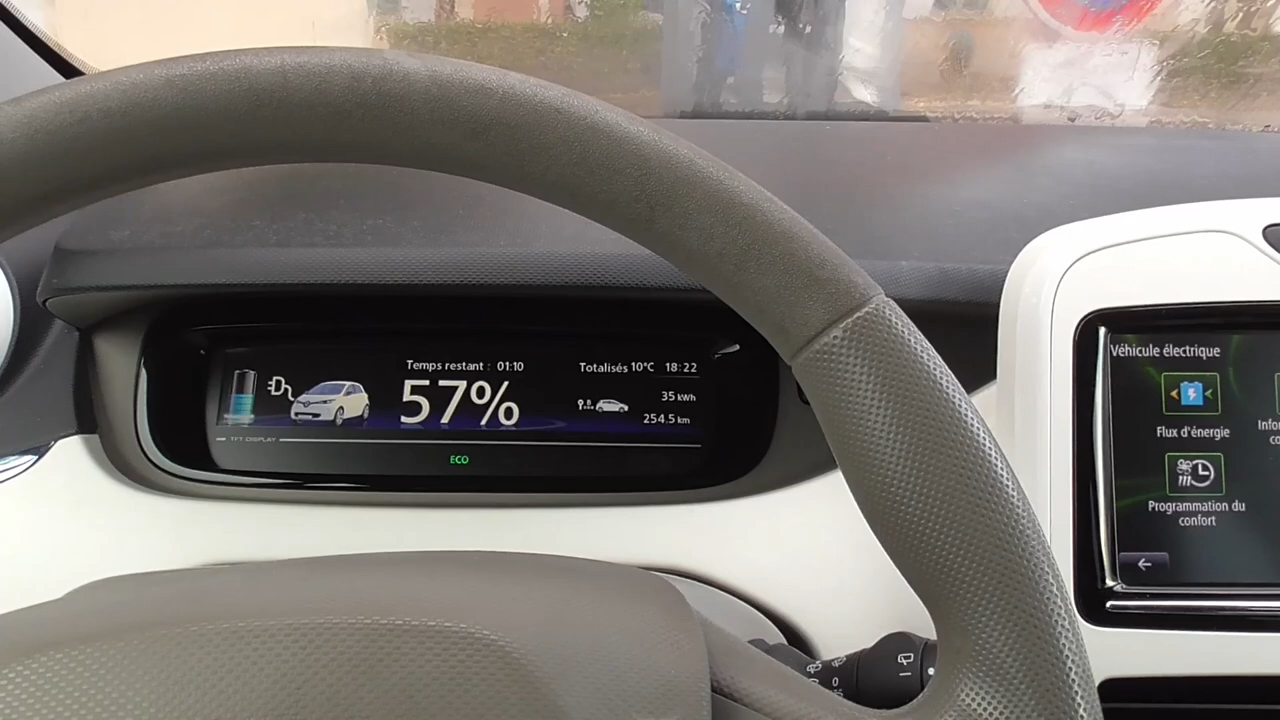 Temps restant : 01:10
57%
Totalisés 10°C 18:22
35 kWh
254.5 km
TFT DISPLAY
ECO
Véhicule électrique
Flux d'énergie
Programmation du
confort
0